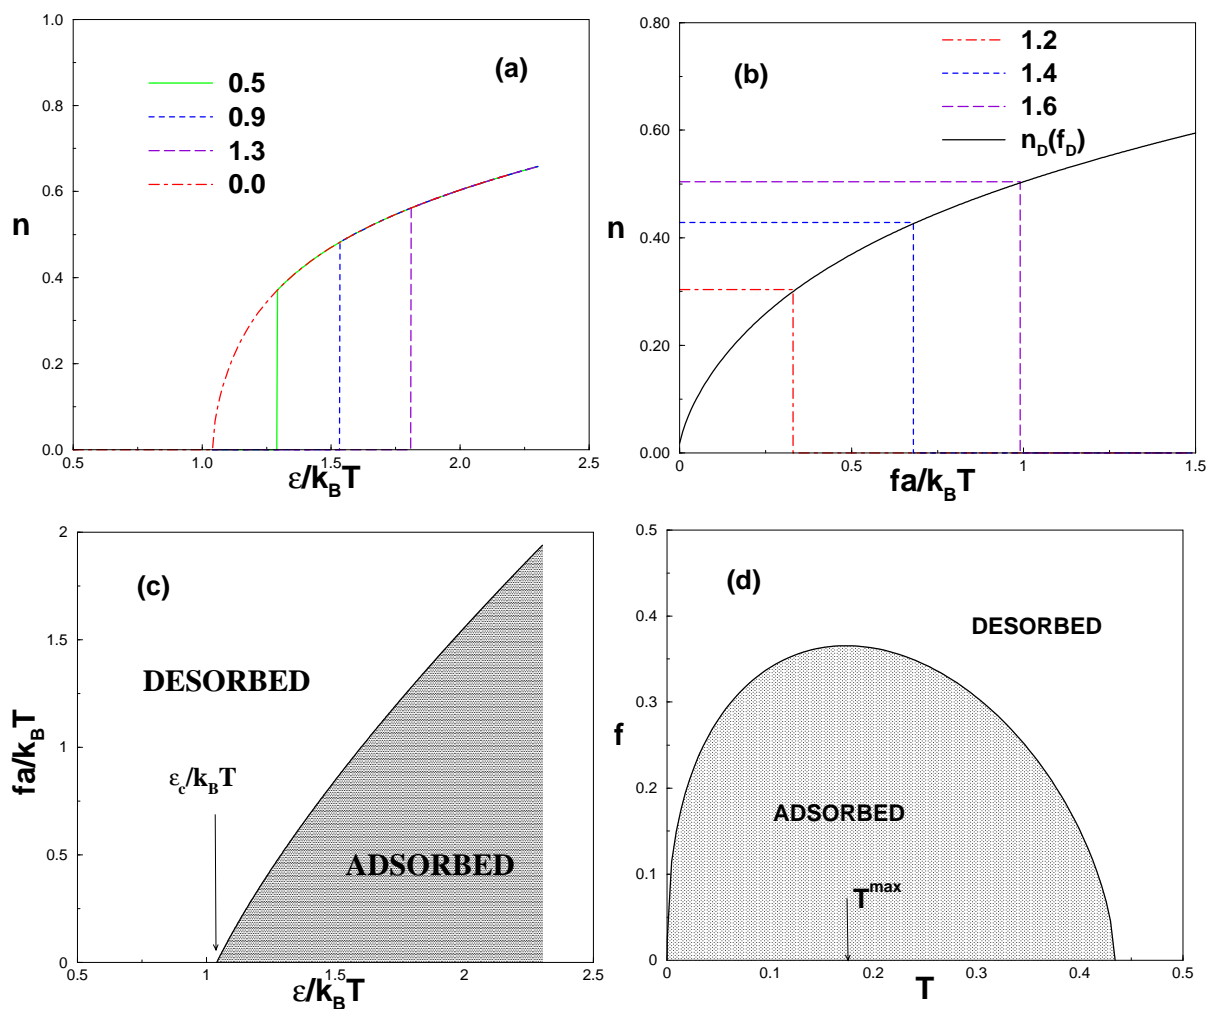 1.0
0.8
0.6
0.4
0.2
0.0
n
(a)
0.5
0.9
1.3
0.0
0.5
1.0
1.5
2.0
2.5
ε/k_BT
0.80
0.60
0.40
0.20
0.00
n
(b)
1.2
1.4
1.6
n_D(f_D)
0
0.5
1
1.5
fa/k_BT
2
1.5
1
0.5
0
fa/k_BT
(c)
DESORBED
ε_c/k_BT
ADSORBED
0.5
1
1.5
2
2.5
ε/k_BT
0.5
0.4
0.3
0.2
0.1
0
f
(d)
DESORBED
ADSORBED
T^max
0
0.1
0.2
0.3
0.4
0.5
T